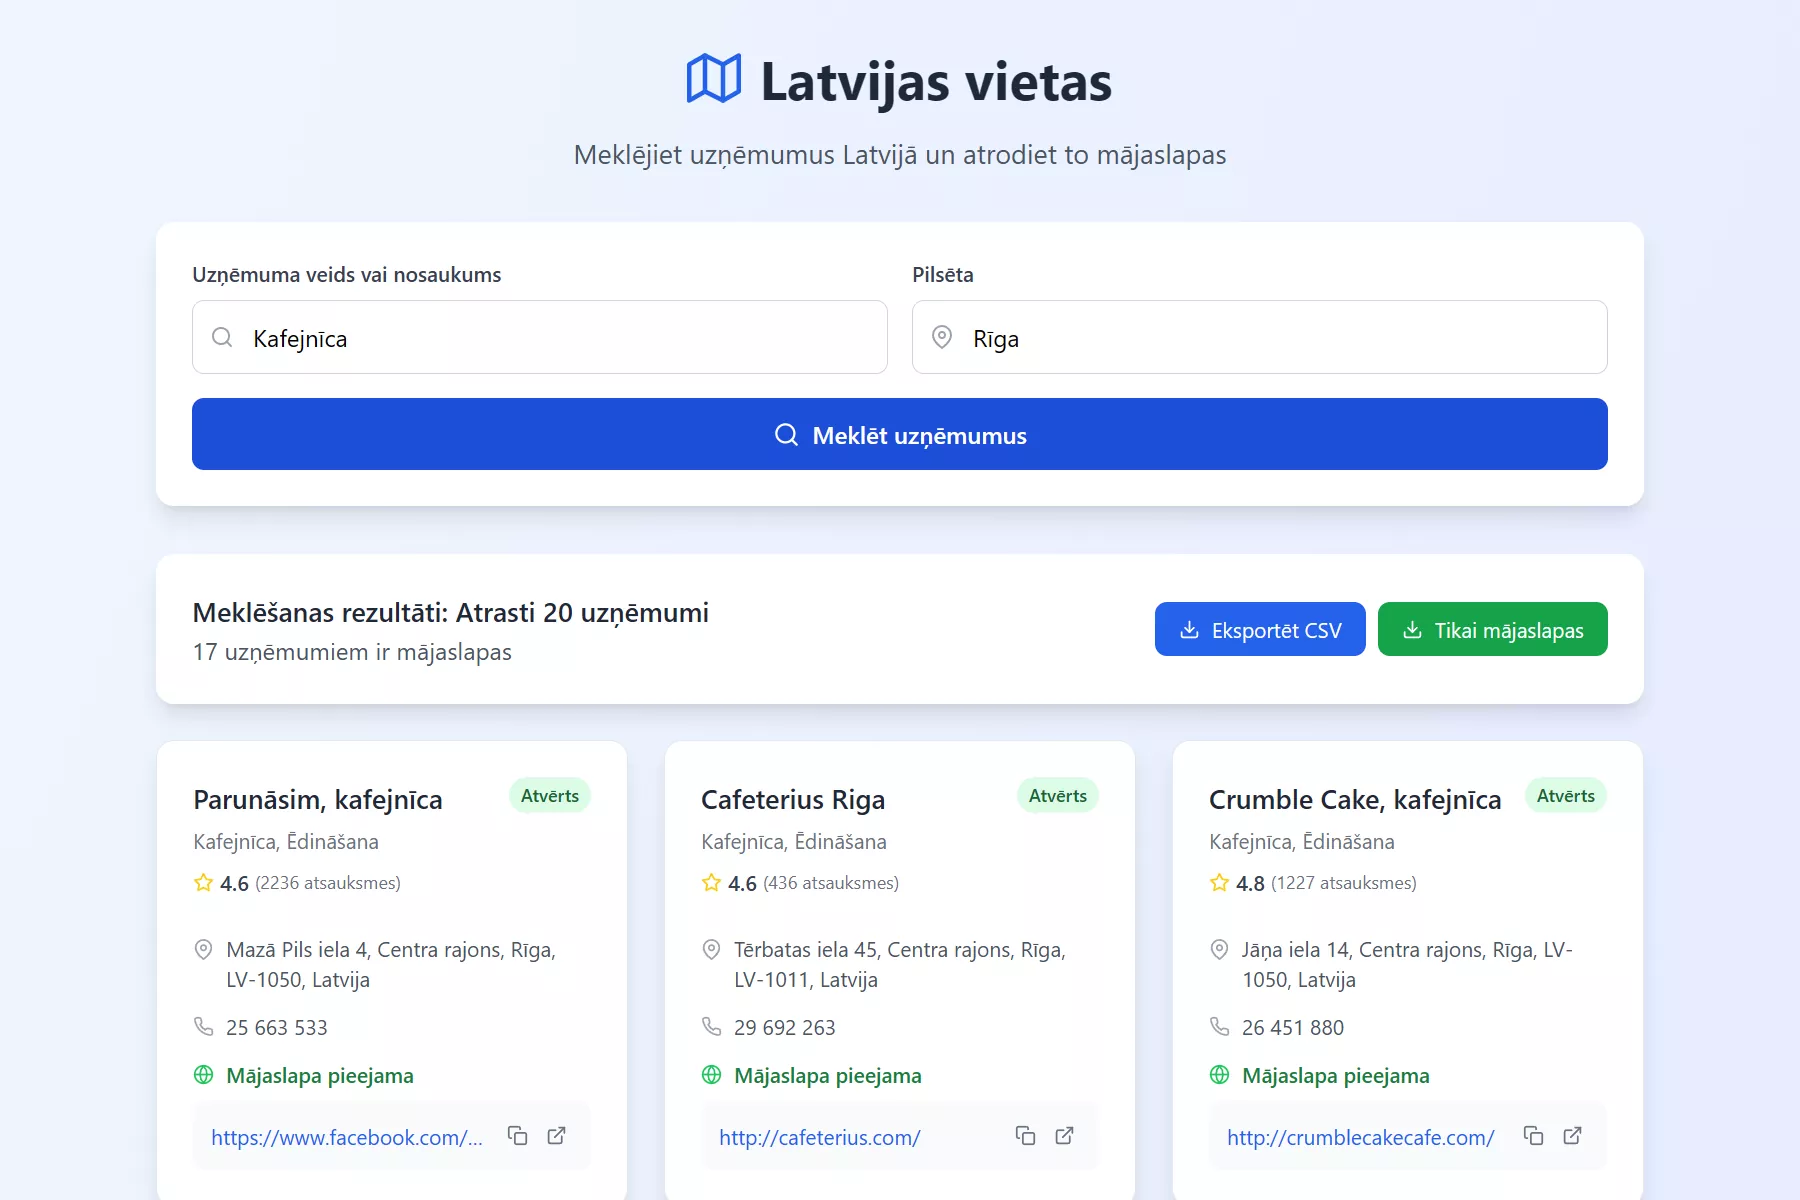 Latvijas vietas
Meklējiet uzņēmumus Latvijā un atrodiet to mājaslapas
Uzņēmuma veids vai nosaukums
Kafejnīca
Pilsēta
Rīga
Meklēt uzņēmumus
Meklēšanas rezultāti: Atrasti 20 uzņēmumi
17 uzņēmumiem ir mājaslapas
Eksportēt CSV
Tikai mājaslapas
Parunāsim, kafejnīca
Atvērts
Kafejnīca, Ēdināšana
4.6 (2236 atsauksmes)
Mazā Pils iela 4, Centra rajons, Rīga,
LV-1050, Latvija
25 663 533
Mājaslapa pieejama
https://www.facebook.com/...
Cafeterius Riga
Atvērts
Kafejnīca, Ēdināšana
4.6 (436 atsauksmes)
Tērbatas iela 45, Centra rajons, Rīga,
LV-1011, Latvija
29 692 263
Mājaslapa pieejama
http://cafeterius.com/
Crumble Cake, kafejnīca
Atvērts
Kafejnīca, Ēdināšana
4.8 (1227 atsauksmes)
Jāņa iela 14, Centra rajons, Rīga, LV-
1050, Latvija
26 451 880
Mājaslapa pieejama
http://crumblecakecafe.com/